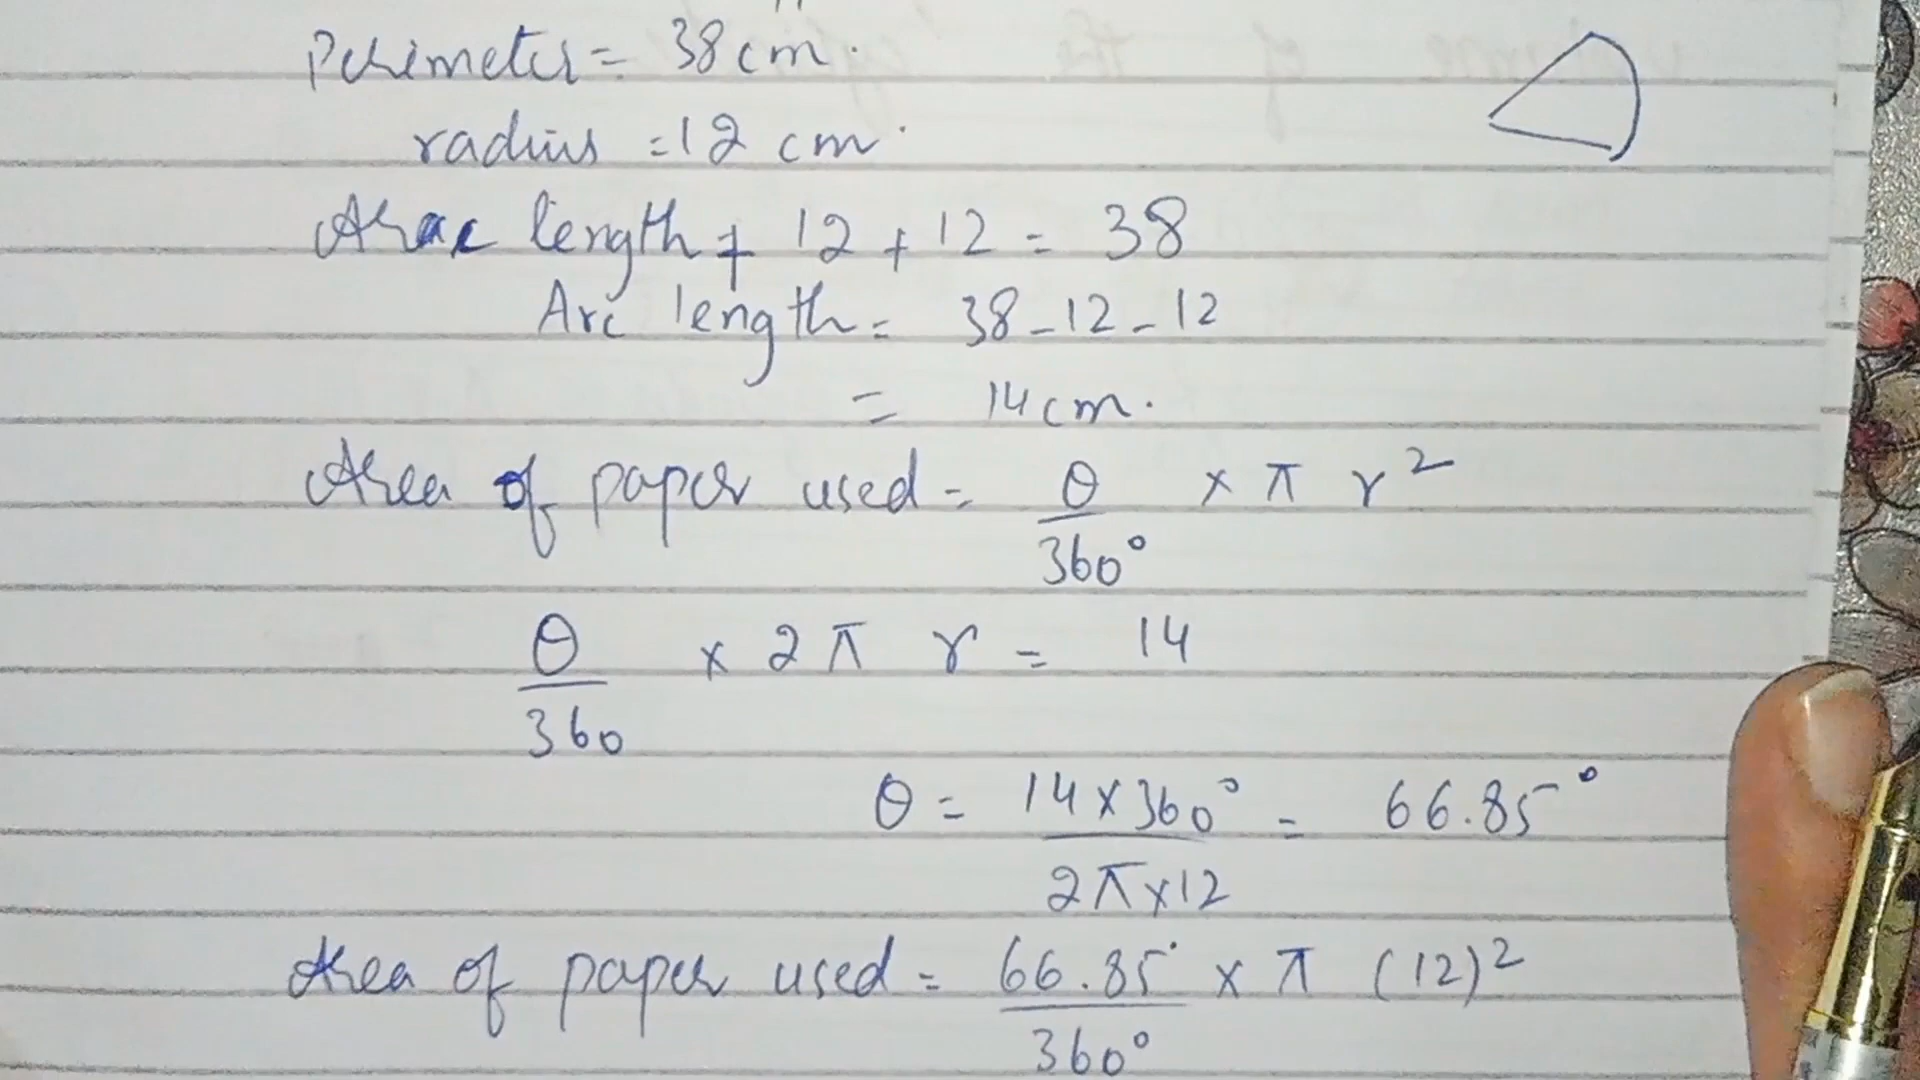 Perimeter = 38 cm.
radius = 12 cm.
Arc length + 12 + 12 = 38
Arc length = 38 - 12 - 12
= 14 cm.
Area of paper used = θ/360° × π r²
θ/360 × 2π r = 14
θ = 14 × 360°/2π × 12 = 66.85°
Area of paper used = 66.85°/360° × π (12)²